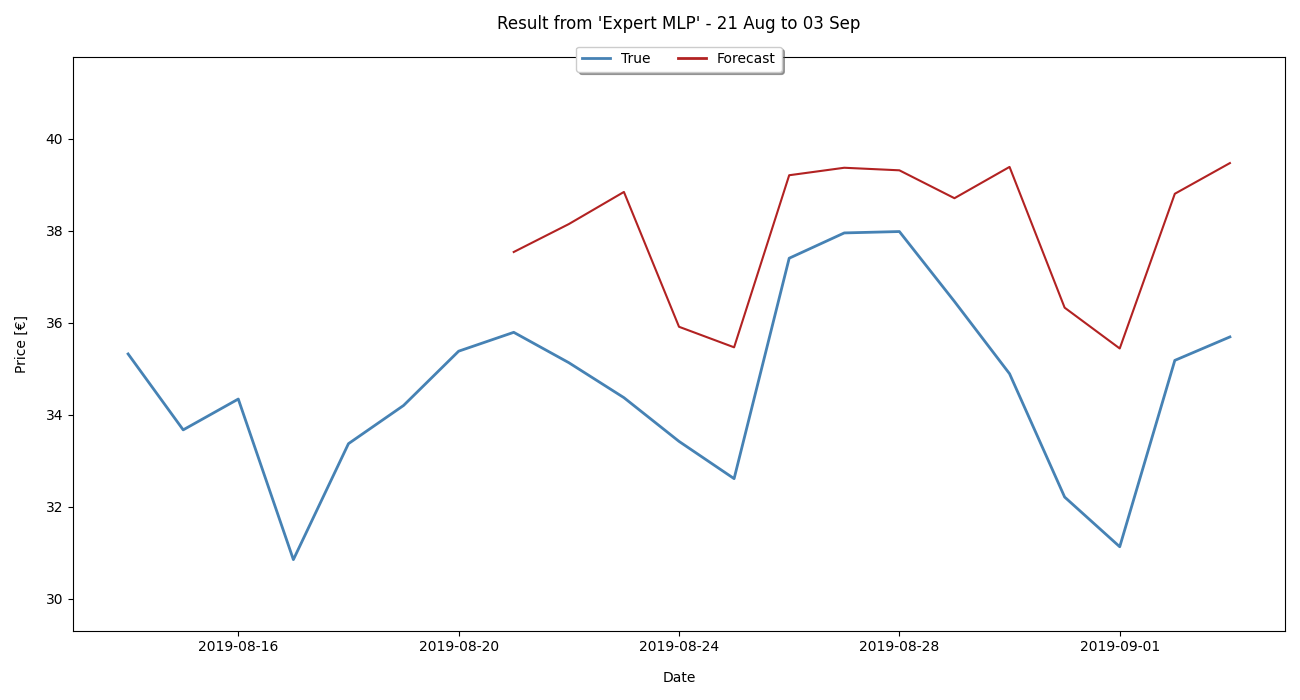 Result from 'Expert MLP' - 21 Aug to 03 Sep
True Forecast
Price [€]
40
38
36
34
32
30
2019-08-16 2019-08-20 2019-08-24 2019-08-28 2019-09-01
Date